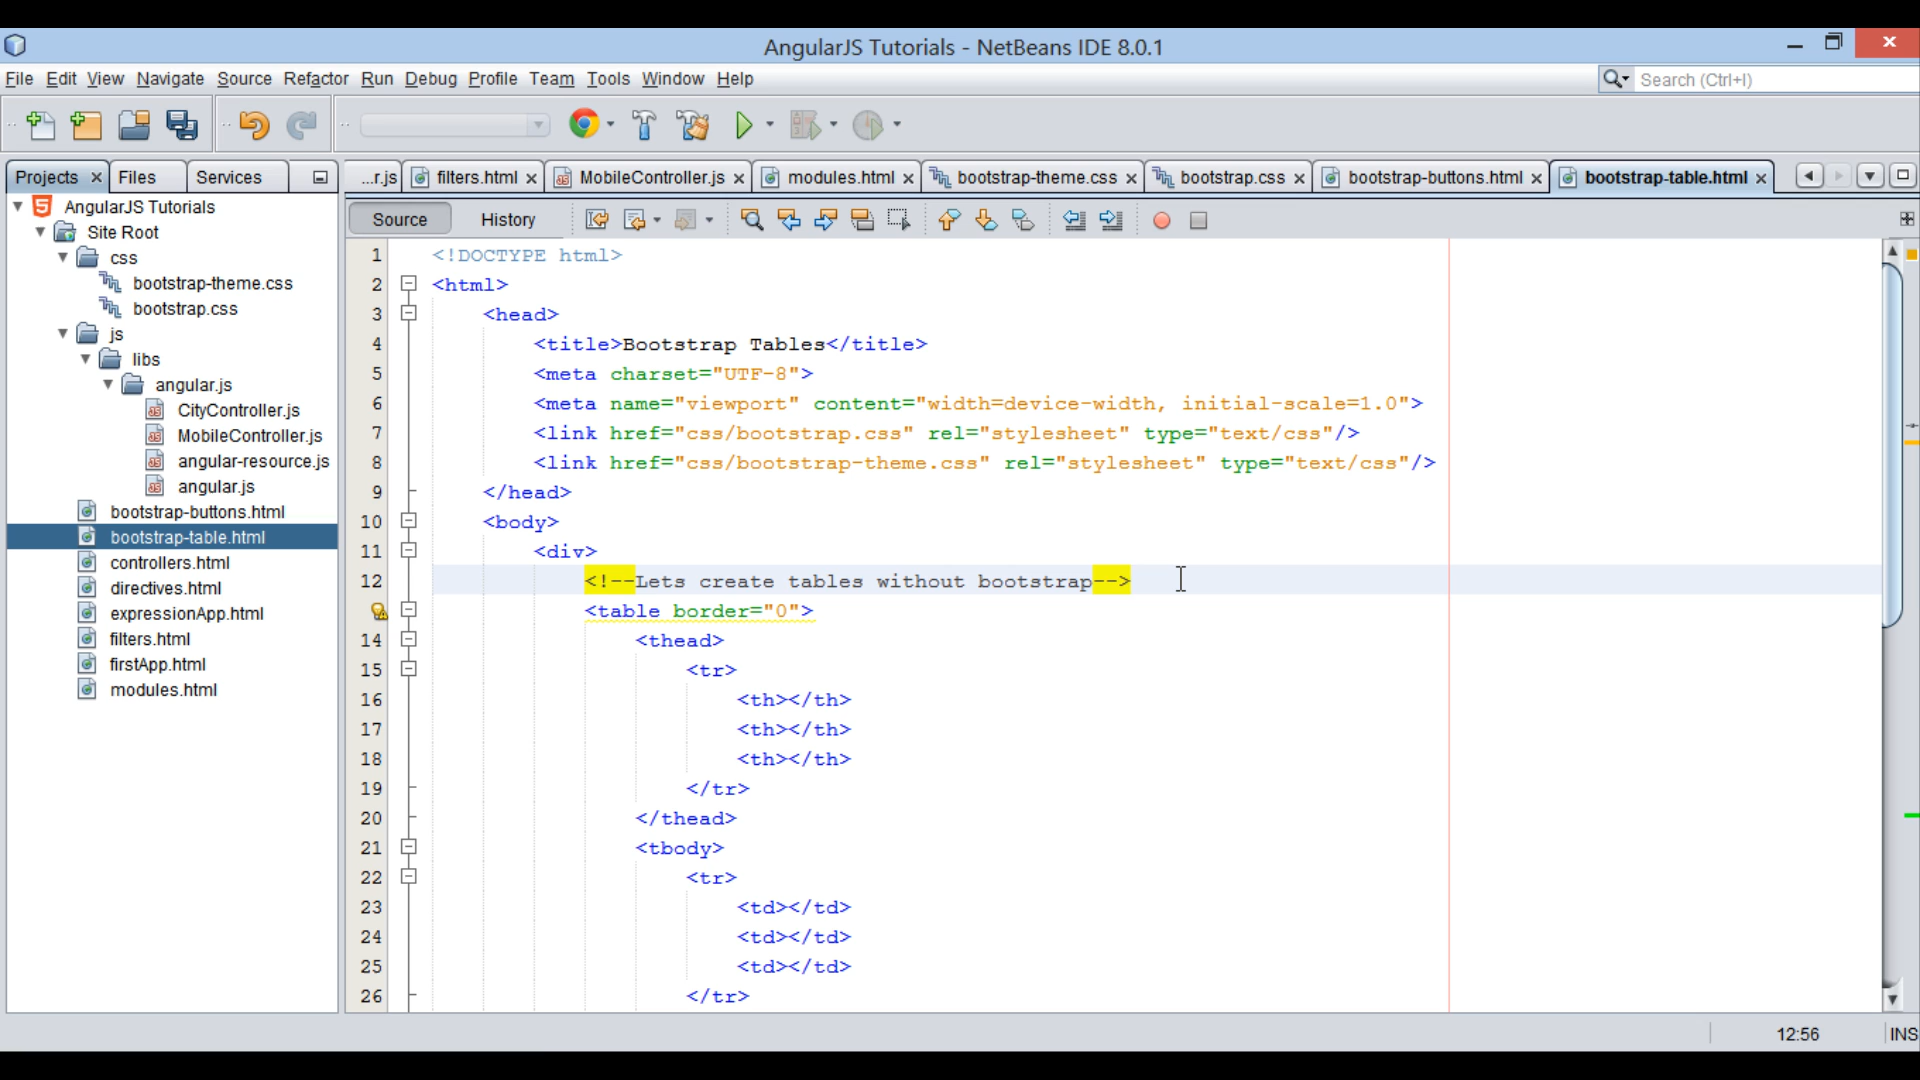 AngularJS Tutorials - NetBeans IDE 8.0.1
File Edit View Navigate Source Refactor Run Debug Profile Team Tools Window Help
Search (Ctrl+I)
Projects Files Services
...r.js filters.html MobileController.js modules.html bootstrap-theme.css bootstrap.css bootstrap-buttons.html bootstrap-table.html
Source History
AngularJS Tutorials
Site Root
css
bootstrap-theme.css
bootstrap.css
js
libs
angular.js
CityController.js
MobileController.js
angular-resource.js
angular.js
bootstrap-buttons.html
bootstrap-table.html
controllers.html
directives.html
expressionApp.html
filters.html
firstApp.html
modules.html
1 <!DOCTYPE html>
2 <html>
3 <head>
4 <title>Bootstrap Tables</title>
5 <meta charset="UTF-8">
6 <meta name="viewport" content="width=device-width, initial-scale=1.0">
7 <link href="css/bootstrap.css" rel="stylesheet" type="text/css"/>
8 <link href="css/bootstrap-theme.css" rel="stylesheet" type="text/css"/>
9 </head>
10 <body>
11 <div>
12 <!--Lets create tables without bootstrap-->
<table border="0">
14 <thead>
15 <tr>
16 <th></th>
17 <th></th>
18 <th></th>
19 </tr>
20 </thead>
21 <tbody>
22 <tr>
23 <td></td>
24 <td></td>
25 <td></td>
26 </tr>
12:56 INS